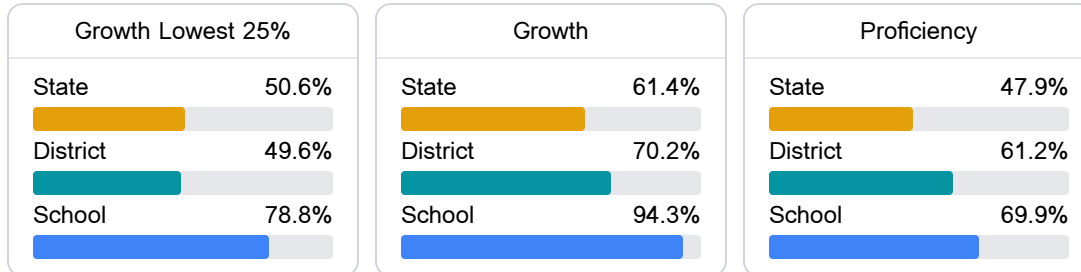 Growth Lowest 25%
State 50.6%
District 49.6%
School 78.8%
Growth
State 61.4%
District 70.2%
School 94.3%
Proficiency
State 47.9%
District 61.2%
School 69.9%